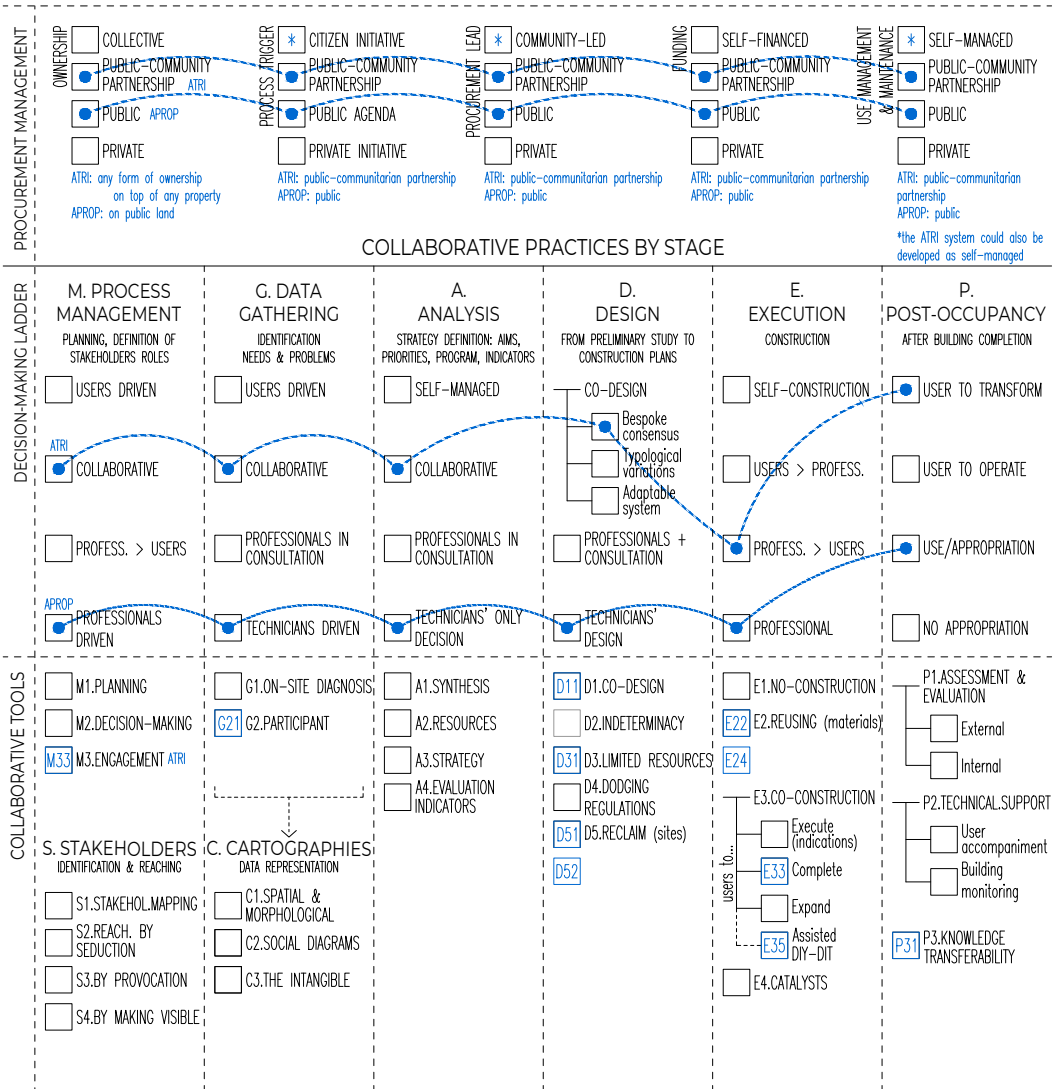 PROCUREMENT MANAGEMENT
OWNERSHIP
COLLECTIVE
PUBLIC-COMMUNITY
PARTNERSHIP
ATRI
PUBLIC APROP
PRIVATE
ATRI: any form of ownership
on top of any property
APROP: on public land
PROCESS TRIGGER
* CITIZEN INITIATIVE
PUBLIC-COMMUNITY
PARTNERSHIP
PUBLIC AGENDA
PRIVATE INITIATIVE
ATRI: public-communitarian partnership
APROP: public
PROCUREMENT LEAD
* COMMUNITY-LED
PUBLIC-COMMUNITY
PARTNERSHIP
PUBLIC
PRIVATE
ATRI: public-communitarian partnership
APROP: public
FUNDING
SELF-FINANCED
PUBLIC-COMMUNITY
PARTNERSHIP
PUBLIC
PRIVATE
ATRI: public-communitarian partnership
APROP: public
USE MANAGEMENT
& MAINTENANCE
* SELF-MANAGED
PUBLIC-COMMUNITY
PARTNERSHIP
PUBLIC
PRIVATE
ATRI: public-communitarian
partnership
APROP: public
*the ATRI system could also be
developed as self-managed
COLLABORATIVE PRACTICES BY STAGE
DECISION-MAKING LADDER
M. PROCESS
MANAGEMENT
PLANNING, DEFINITION OF
STAKEHOLDERS ROLES
USERS DRIVEN
ATRI
COLLABORATIVE
PROFESS. > USERS
APROP
PROFESSIONALS
DRIVEN
G. DATA
GATHERING
IDENTIFICATION
NEEDS & PROBLEMS
USERS DRIVEN
COLLABORATIVE
PROFESSIONALS IN
CONSULTATION
TECHNICIANS DRIVEN
A.
ANALYSIS
STRATEGY DEFINITION: AIMS,
PRIORITIES, PROGRAM, INDICATORS
SELF-MANAGED
COLLABORATIVE
PROFESSIONALS IN
CONSULTATION
TECHNICIANS' ONLY
DECISION
D.
DESIGN
FROM PRELIMINARY STUDY TO
CONSTRUCTION PLANS
CO-DESIGN
Bespoke
consensus
Typological
variations
Adaptable
system
PROFESSIONALS +
CONSULTATION
TECHNICIANS'
DESIGN
E.
EXECUTION
CONSTRUCTION
SELF-CONSTRUCTION
USERS > PROFESS.
PROFESS. > USERS
PROFESSIONAL
P.
POST-OCCUPANCY
AFTER BUILDING COMPLETION
USER TO TRANSFORM
USER TO OPERATE
USE/APPROPRIATION
NO APPROPRIATION
COLLABORATIVE TOOLS
M1.PLANNING
M2.DECISION-MAKING
M33 M3.ENGAGEMENT ATRI
S. STAKEHOLDERS
IDENTIFICATION & REACHING
S1.STAKEHOL.MAPPING
S2.REACH. BY
SEDUCTION
S3.BY PROVOCATION
S4.BY MAKING VISIBLE
G1.ON-SITE DIAGNOSIS
G21 G2.PARTICIPANT
C. CARTOGRAPHIES
DATA REPRESENTATION
C1.SPATIAL &
MORPHOLOGICAL
C2.SOCIAL DIAGRAMS
C3.THE INTANGIBLE
A1.SYNTHESIS
A2.RESOURCES
A3.STRATEGY
A4.EVALUATION
INDICATORS
D11 D1.CO-DESIGN
D2.INDETERMINACY
D31 D3.LIMITED RESOURCES
D4.DODGING
REGULATIONS
D51 D5.RECLAIM (sites)
D52
E1.NO-CONSTRUCTION
E22 E2.REUSING (materials)
E24
E3.CO-CONSTRUCTION
users to...
Execute
(indications)
E33 Complete
Expand
E35 Assisted
DIY-DIT
E4.CATALYSTS
P1.ASSESSMENT &
EVALUATION
External
Internal
P2.TECHNICAL.SUPPORT
User
accompaniment
Building
monitoring
P31 P3.KNOWLEDGE
TRANSFERABILITY